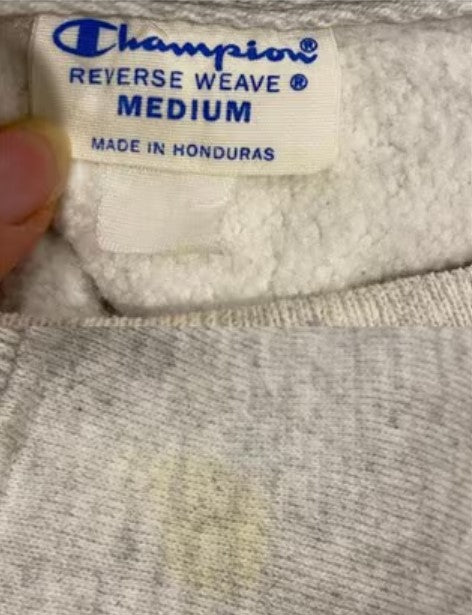 Champion®
REVERSE WEAVE ®
MEDIUM
MADE IN HONDURAS